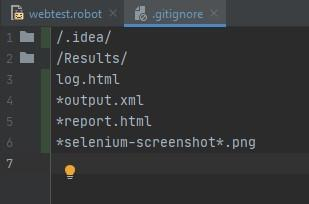 webtest.robot .gitignore
1 /.idea/
2 /Results/
3 log.html
4 *output.xml
5 *report.html
6 *selenium-screenshot*.png
7